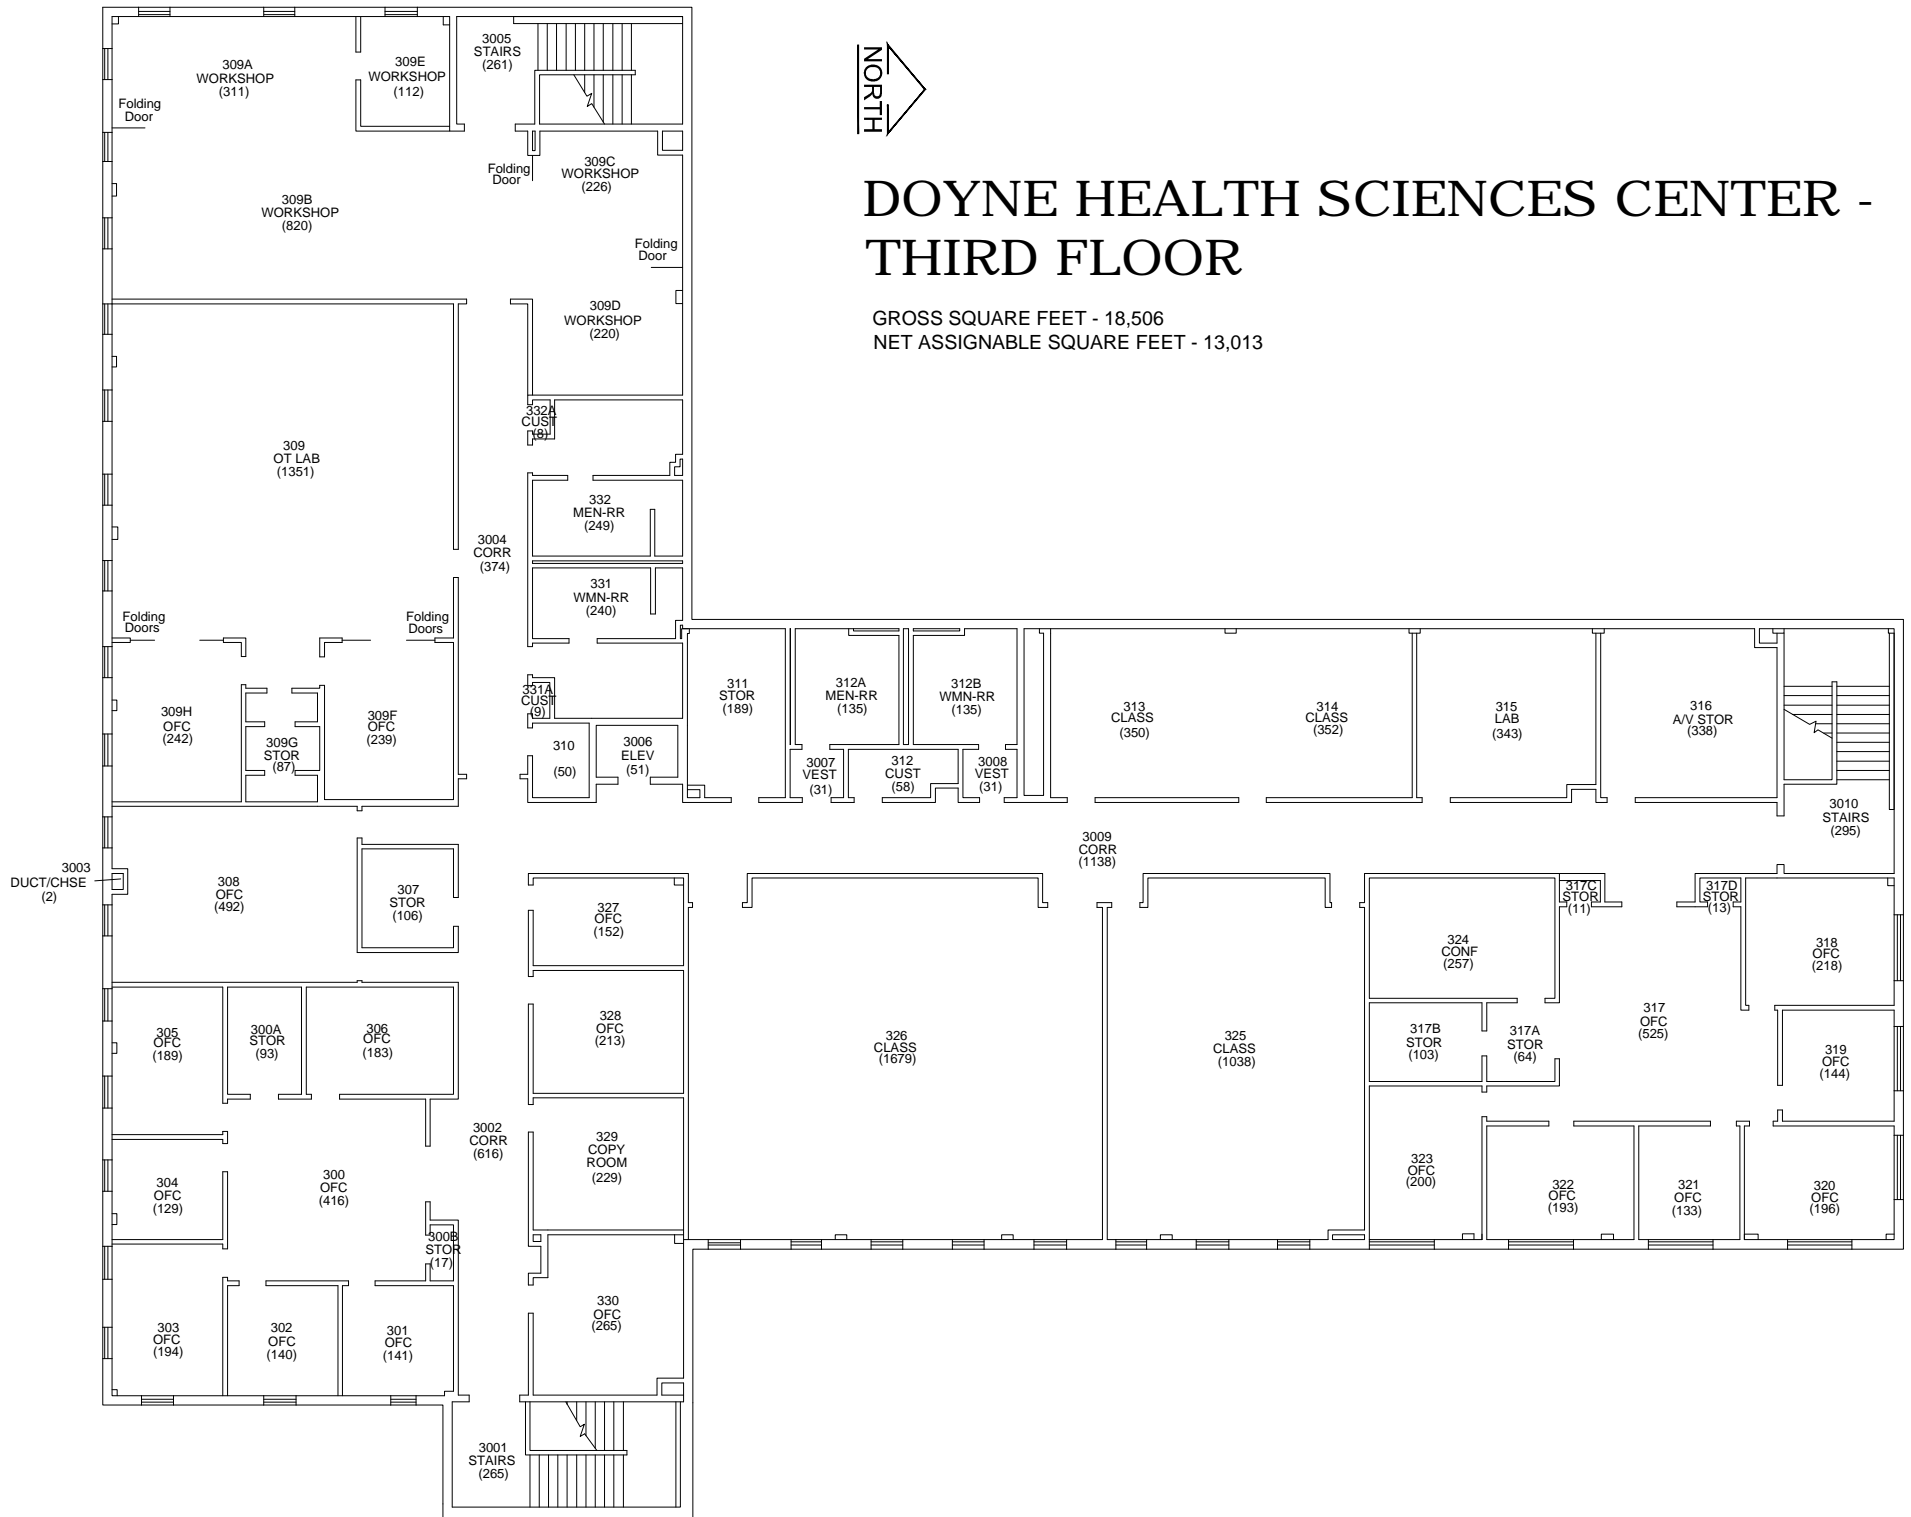 3005
STAIRS
(261)
309A
WORKSHOP
(311)
309E
WORKSHOP
(112)
Folding
Door
NORTH
DOYNE HEALTH SCIENCES CENTER -
THIRD FLOOR
GROSS SQUARE FEET - 18,506
NET ASSIGNABLE SQUARE FEET - 13,013
Folding
Door
309C
WORKSHOP
(226)
309B
WORKSHOP
(820)
Folding
Door
309D
WORKSHOP
(220)
332A
CUST
(8)
309
OT LAB
(1351)
332
MEN-RR
(249)
3004
CORR
(374)
331
WMN-RR
(240)
Folding
Doors
Folding
Doors
331A
CUST
(9)
309H
OFC
(242)
309G
STOR
(87)
309F
OFC
(239)
310
(50)
3006
ELEV
(51)
311
STOR
(189)
312A
MEN-RR
(135)
312B
WMN-RR
(135)
3007
VEST
(31)
312
CUST
(58)
3008
VEST
(31)
313
CLASS
(350)
314
CLASS
(352)
315
LAB
(343)
316
A/V STOR
(338)
3010
STAIRS
(295)
3009
CORR
(1138)
3003
DUCT/CHSE
(2)
308
OFC
(492)
307
STOR
(106)
327
OFC
(152)
317C
STOR
(11)
317D
STOR
(13)
324
CONF
(257)
318
OFC
(218)
305
OFC
(189)
300A
STOR
(93)
306
OFC
(183)
328
OFC
(213)
326
CLASS
(1679)
325
CLASS
(1038)
317B
STOR
(103)
317A
STOR
(64)
317
OFC
(525)
319
OFC
(144)
3002
CORR
(616)
329
COPY
ROOM
(229)
304
OFC
(129)
300
OFC
(416)
323
OFC
(200)
322
OFC
(193)
321
OFC
(133)
320
OFC
(196)
300B
STOR
(17)
303
OFC
(194)
302
OFC
(140)
301
OFC
(141)
330
OFC
(265)
3001
STAIRS
(265)